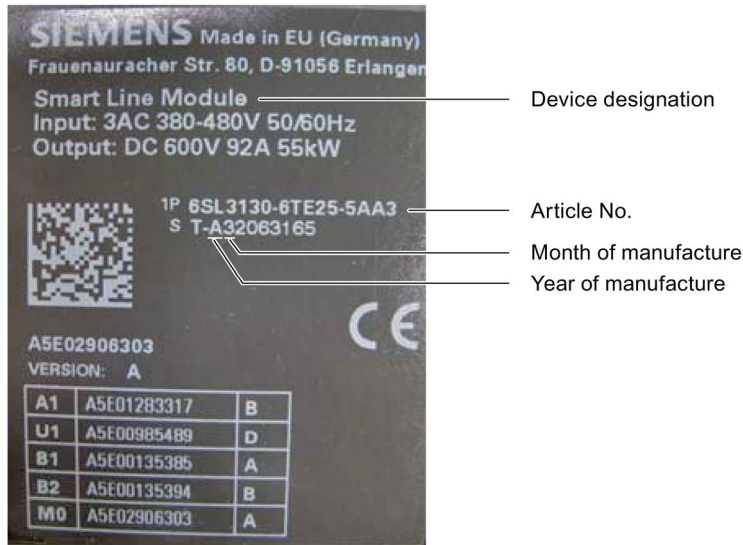 SIEMENS Made in EU (Germany)
Frauenauracher Str. 80, D-91056 Erlangen
Smart Line Module
Input: 3AC 380-480V 50/60Hz
Output: DC 600V 92A 55kW
Device designation
1P 6SL3130-6TE25-5AA3
S T-A32063165
Article No.
Month of manufacture
Year of manufacture
CE
A5E02906303
VERSION: A
A1 A5E01283317 B
U1 A5E00985489 D
B1 A5E00135385 A
B2 A5E00135394 B
M0 A5E02906303 A